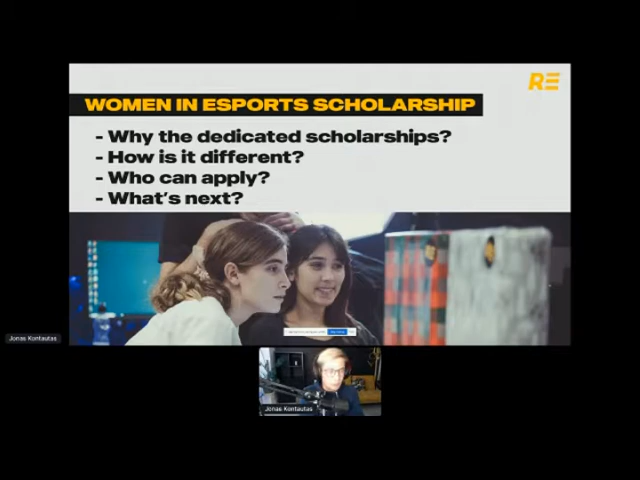 RE
WOMEN IN ESPORTS SCHOLARSHIP
- Why the dedicated scholarships?
- How is it different?
- Who can apply?
- What's next?
Jonas Kontautas
Jonas Kontautas